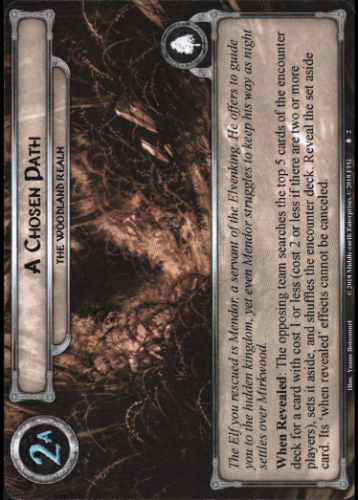 2A
A Chosen Path
The Woodland Realm
The Elf you rescued is Mendor, a servant of the Elvenking. He offers to guide
you to the hidden kingdom, yet even Mendor struggles to keep his way as night
settles over Mirkwood.
When Revealed: The opposing team searches the top 5 cards of the encounter
deck for a card with cost 1 or less (cost 2 or less if there are two or more
players), sets it aside, and shuffles the encounter deck. Reveal the set aside
card. Its ‘when revealed’ effects cannot be canceled.
Illus. Yoann Boissonnet © 2018 Middle-earth Enterprises © 2018 FFG 2